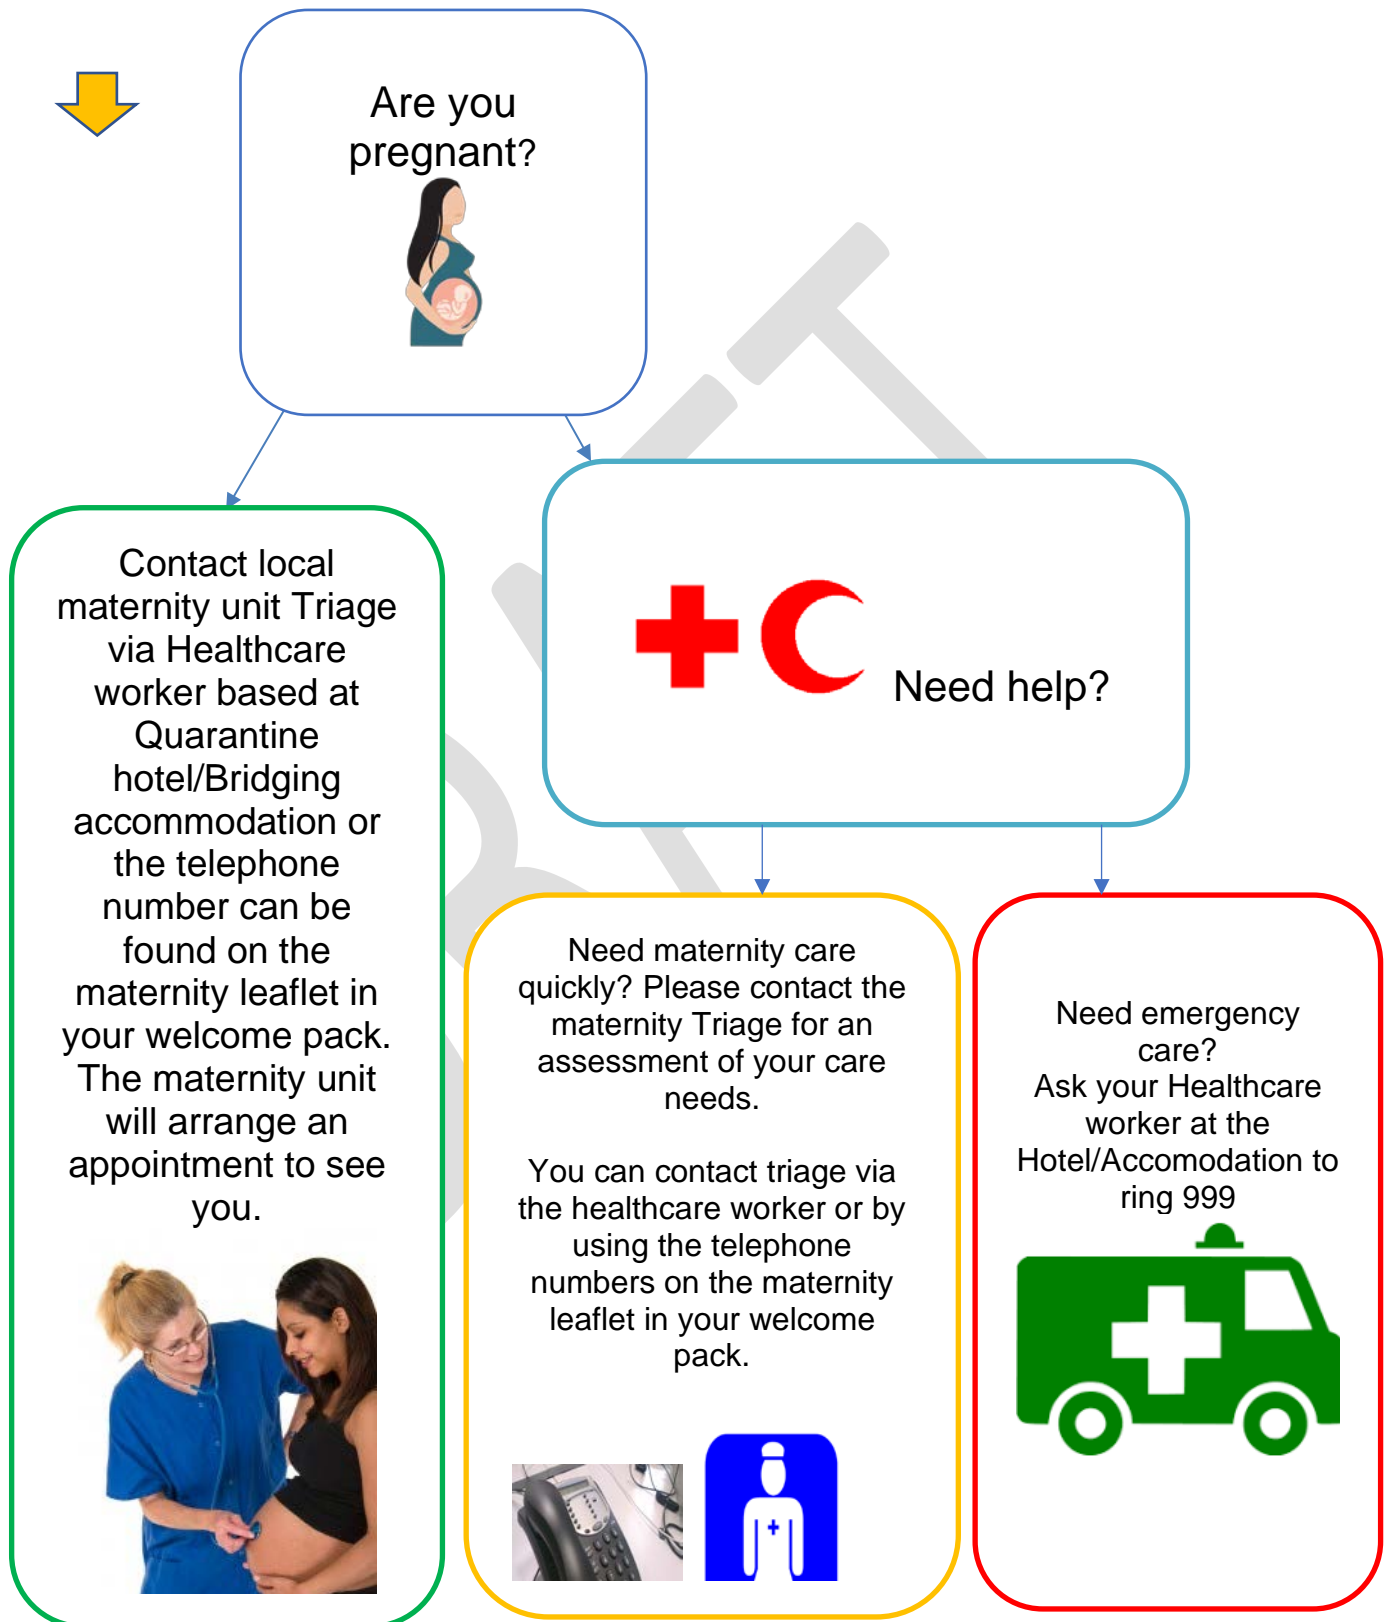 Are you
pregnant?
Need help?
Contact local
maternity unit Triage
via Healthcare
worker based at
Quarantine
hotel/Bridging
accommodation or
the telephone
number can be
found on the
maternity leaflet in
your welcome pack.
The maternity unit
will arrange an
appointment to see
you.
Need maternity care
quickly? Please contact the
maternity Triage for an
assessment of your care
needs.
You can contact triage via
the healthcare worker or by
using the telephone
numbers on the maternity
leaflet in your welcome
pack.
Need emergency
care?
Ask your Healthcare
worker at the
Hotel/Accomodation to
ring 999
DRAFT